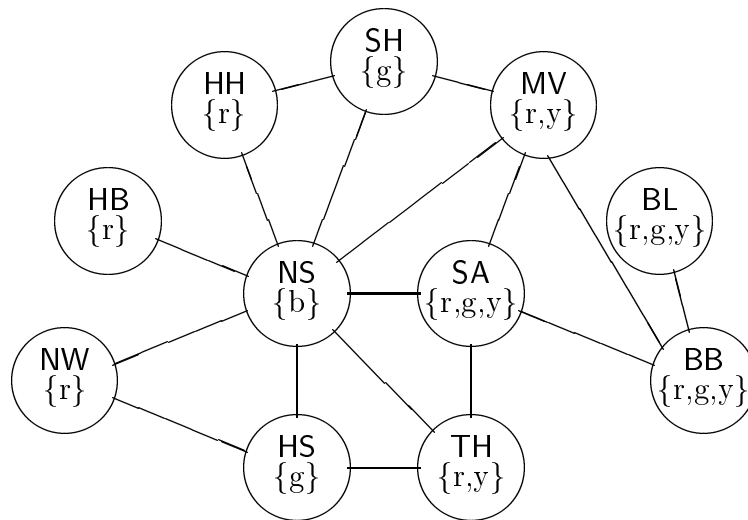 SH
{g}
HH
{r}
MV
{r,y}
HB
{r}
BL
{r,g,y}
NS
{b}
SA
{r,g,y}
NW
{r}
BB
{r,g,y}
HS
{g}
TH
{r,y}